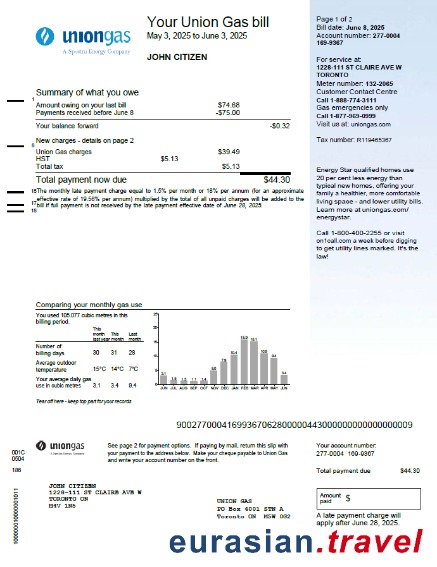 uniongas
A Spectra Energy Company
Your Union Gas bill
May 3, 2025 to June 3, 2025
JOHN CITIZEN
Page 1 of 2
Bill date: June 8, 2025
Account number: 277-0004
169-9367
For service at:
1228-111 ST CLAIRE AVE W
TORONTO
Meter number: 132-2065
Customer Contact Centre
Call 1-888-774-3111
Gas emergencies only
Call 1-877-969-0999
Visit us at: uniongas.com
Tax number: R119465367
Energy Star qualified homes use
20 per cent less energy than
typical new homes, offering your
family a healthier, more comfortable
living space - and lower utility bills.
Learn more at uniongas.com/
energystar.
Call 1-800-400-2255 or visit
on1call.com a week before digging
to get utility lines marked. It's the
law!
Summary of what you owe
Amount owing on your last bill $74.68
Payments received before June 8 -$75.00
Your balance forward -$0.32
New charges - details on page 2
Union Gas charges $39.49
HST $5.13
Total tax $5.13
Total payment now due $44.30
The monthly late payment charge equal to 1.5% per month or 18% per annum (for an approximate
effective rate of 19.56% per annum) multiplied by the total of all unpaid charges will be added to the
bill if full payment is not received by the late payment effective date of June 28, 2025.
Comparing your monthly gas use
You used 105.077 cubic metres in this
billing period.
This month last year
This month
Last month
Number of billing days 30 31 28
Average outdoor temperature 15°C 14°C 7°C
Your average daily gas use in cubic metres 3.1 3.4 9.4
JUN JUL AUG SEP OCT NOV DEC JAN FEB MAR APR MAY JUN
Tear off here - keep top part for your records
uniongas
A Spectra Energy Company
See page 2 for payment options. If paying by mail, return this slip with
your payment to the address below. Make your cheque payable to Union Gas
and write your account number on the front.
Your account number:
277-0004 169-9367
Total payment due $44.30
001C
0504
186
JOHN CITIZEN
1228-111 ST CLAIRE AVE W
TORONTO ON
UNION GAS
PO Box 4001 STN A
Toronto ON M5W 0G2
Amount
paid $
A late payment charge will
apply after June 28, 2025.
eurasian.travel